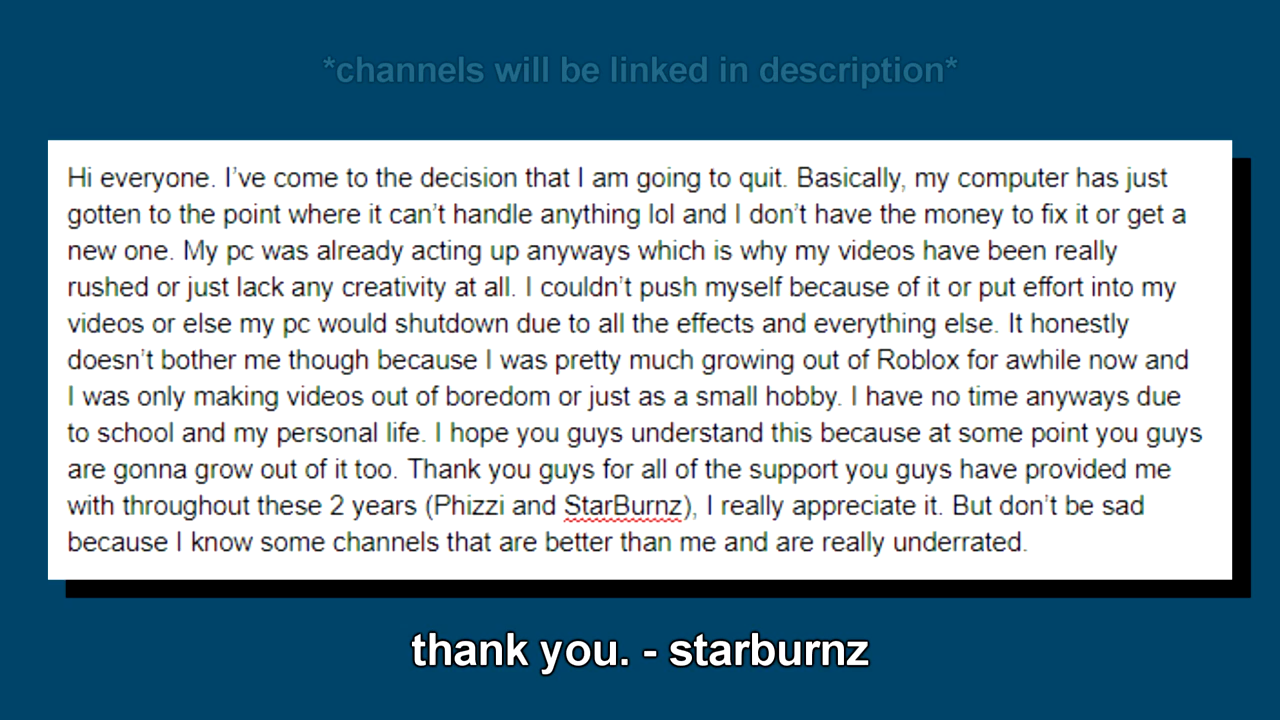 *channels will be linked in description*
Hi everyone. I’ve come to the decision that I am going to quit. Basically, my computer has just
gotten to the point where it can’t handle anything lol and I don’t have the money to fix it or get a
new one. My pc was already acting up anyways which is why my videos have been really
rushed or just lack any creativity at all. I couldn’t push myself because of it or put effort into my
videos or else my pc would shutdown due to all the effects and everything else. It honestly
doesn’t bother me though because I was pretty much growing out of Roblox for awhile now and
I was only making videos out of boredom or just as a small hobby. I have no time anyways due
to school and my personal life. I hope you guys understand this because at some point you guys
are gonna grow out of it too. Thank you guys for all of the support you guys have provided me
with throughout these 2 years (Phizzi and StarBurnz), I really appreciate it. But don’t be sad
because I know some channels that are better than me and are really underrated.
thank you. - starburnz